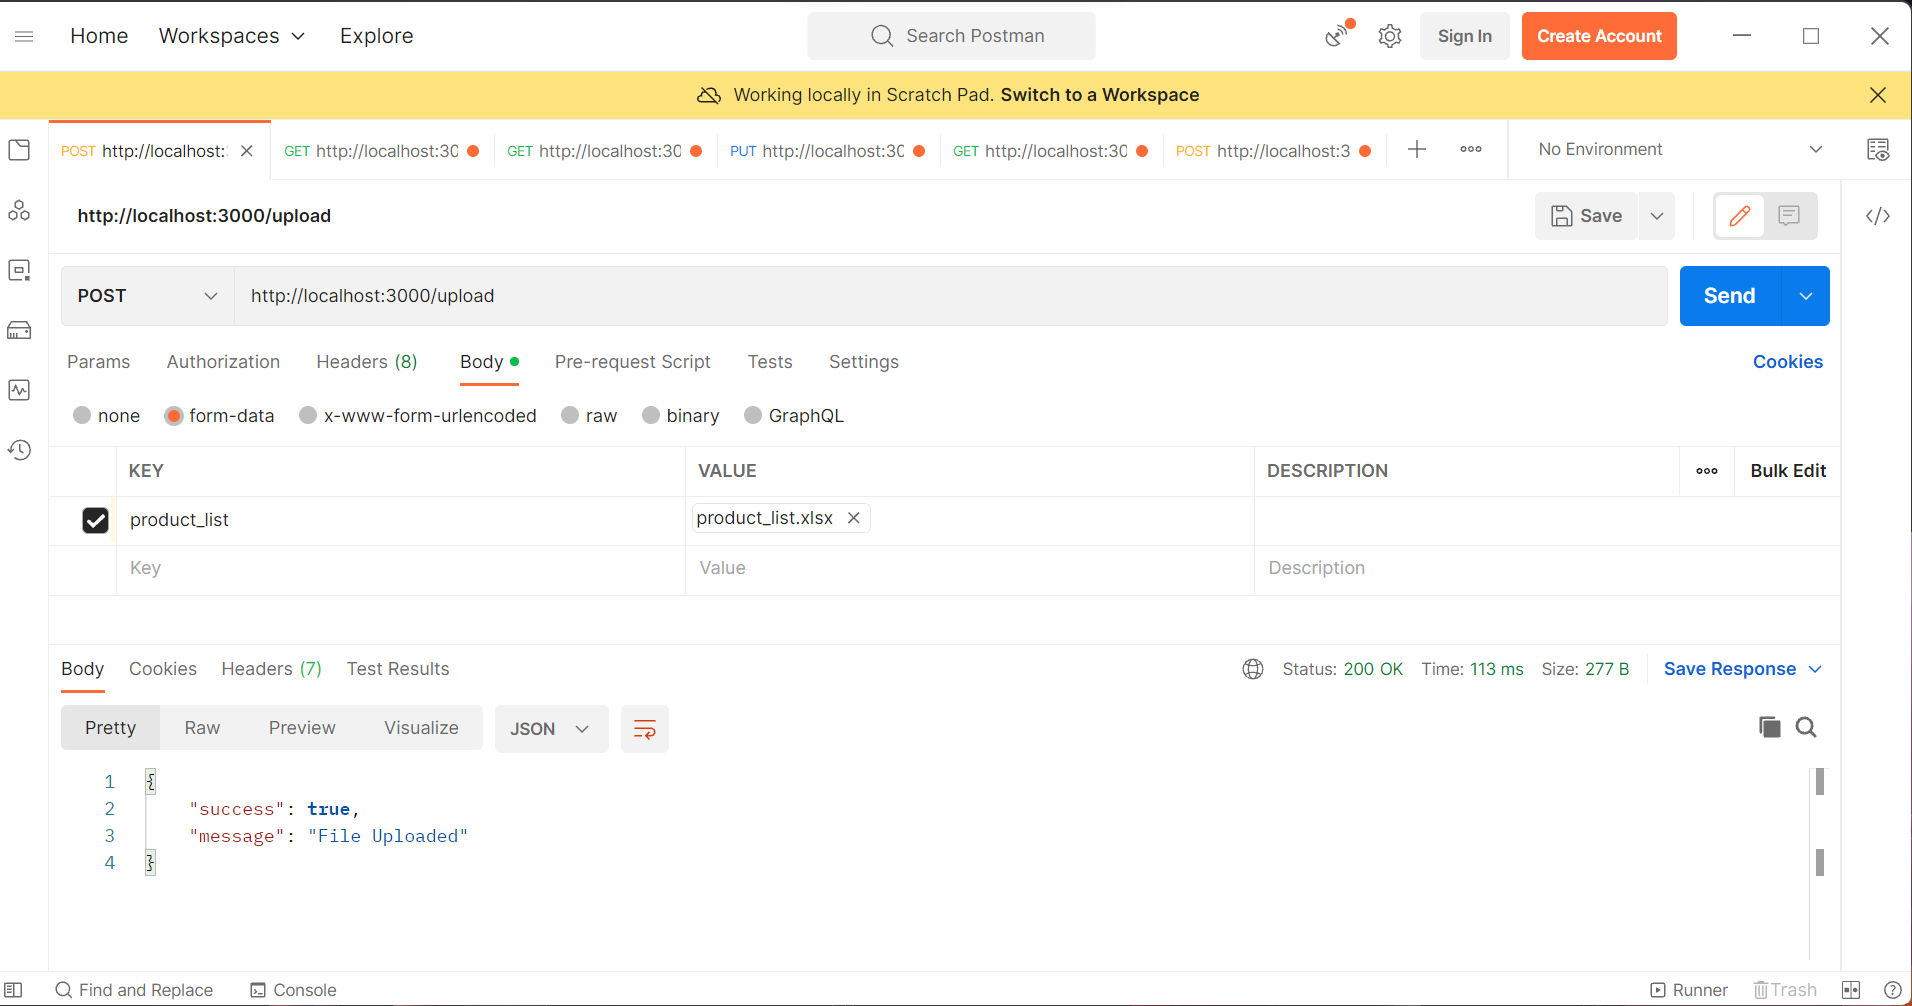 Home Workspaces Explore Search Postman Sign In Create Account
Working locally in Scratch Pad. Switch to a Workspace
POST http://localhost: GET http://localhost:30 GET http://localhost:30 PUT http://localhost:30 GET http://localhost:30 POST http://localhost:3 No Environment
http://localhost:3000/upload Save
POST http://localhost:3000/upload Send
Params Authorization Headers (8) Body Pre-request Script Tests Settings Cookies
none form-data x-www-form-urlencoded raw binary GraphQL
KEY VALUE DESCRIPTION Bulk Edit
product_list product_list.xlsx
Key Value Description
Body Cookies Headers (7) Test Results Status: 200 OK Time: 113 ms Size: 277 B Save Response
Pretty Raw Preview Visualize JSON
1 {
2 "success": true,
3 "message": "File Uploaded"
4 }
Find and Replace Console Runner Trash